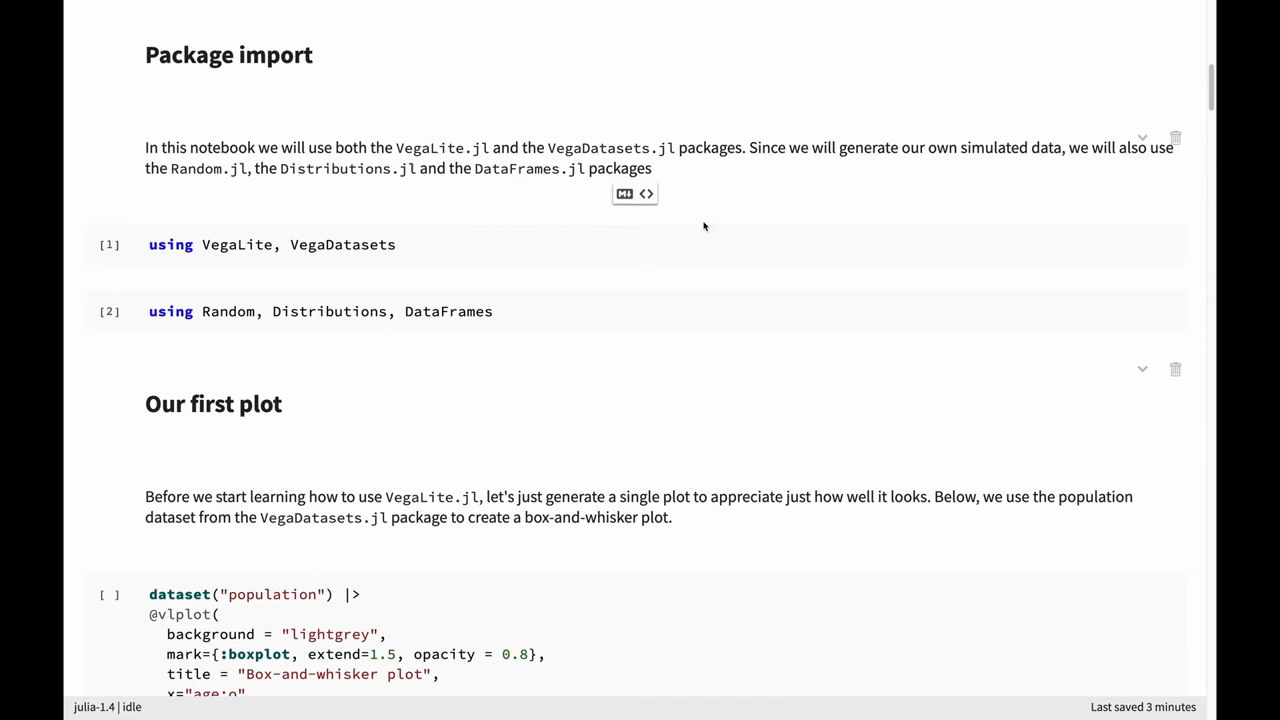 Package import
In this notebook we will use both the VegaLite.jl and the VegaDatasets.jl packages. Since we will generate our own simulated data, we will also use
the Random.jl, the Distributions.jl and the DataFrames.jl packages
[1] using VegaLite, VegaDatasets
[2] using Random, Distributions, DataFrames
Our first plot
Before we start learning how to use VegaLite.jl, let's just generate a single plot to appreciate just how well it looks. Below, we use the population
dataset from the VegaDatasets.jl package to create a box-and-whisker plot.
[ ] dataset("population") |>
@vlplot(
background = "lightgrey",
mark={:boxplot, extend=1.5, opacity = 0.8},
title = "Box-and-whisker plot",
x="age:o"
julia-1.4 | idle
Last saved 3 minutes